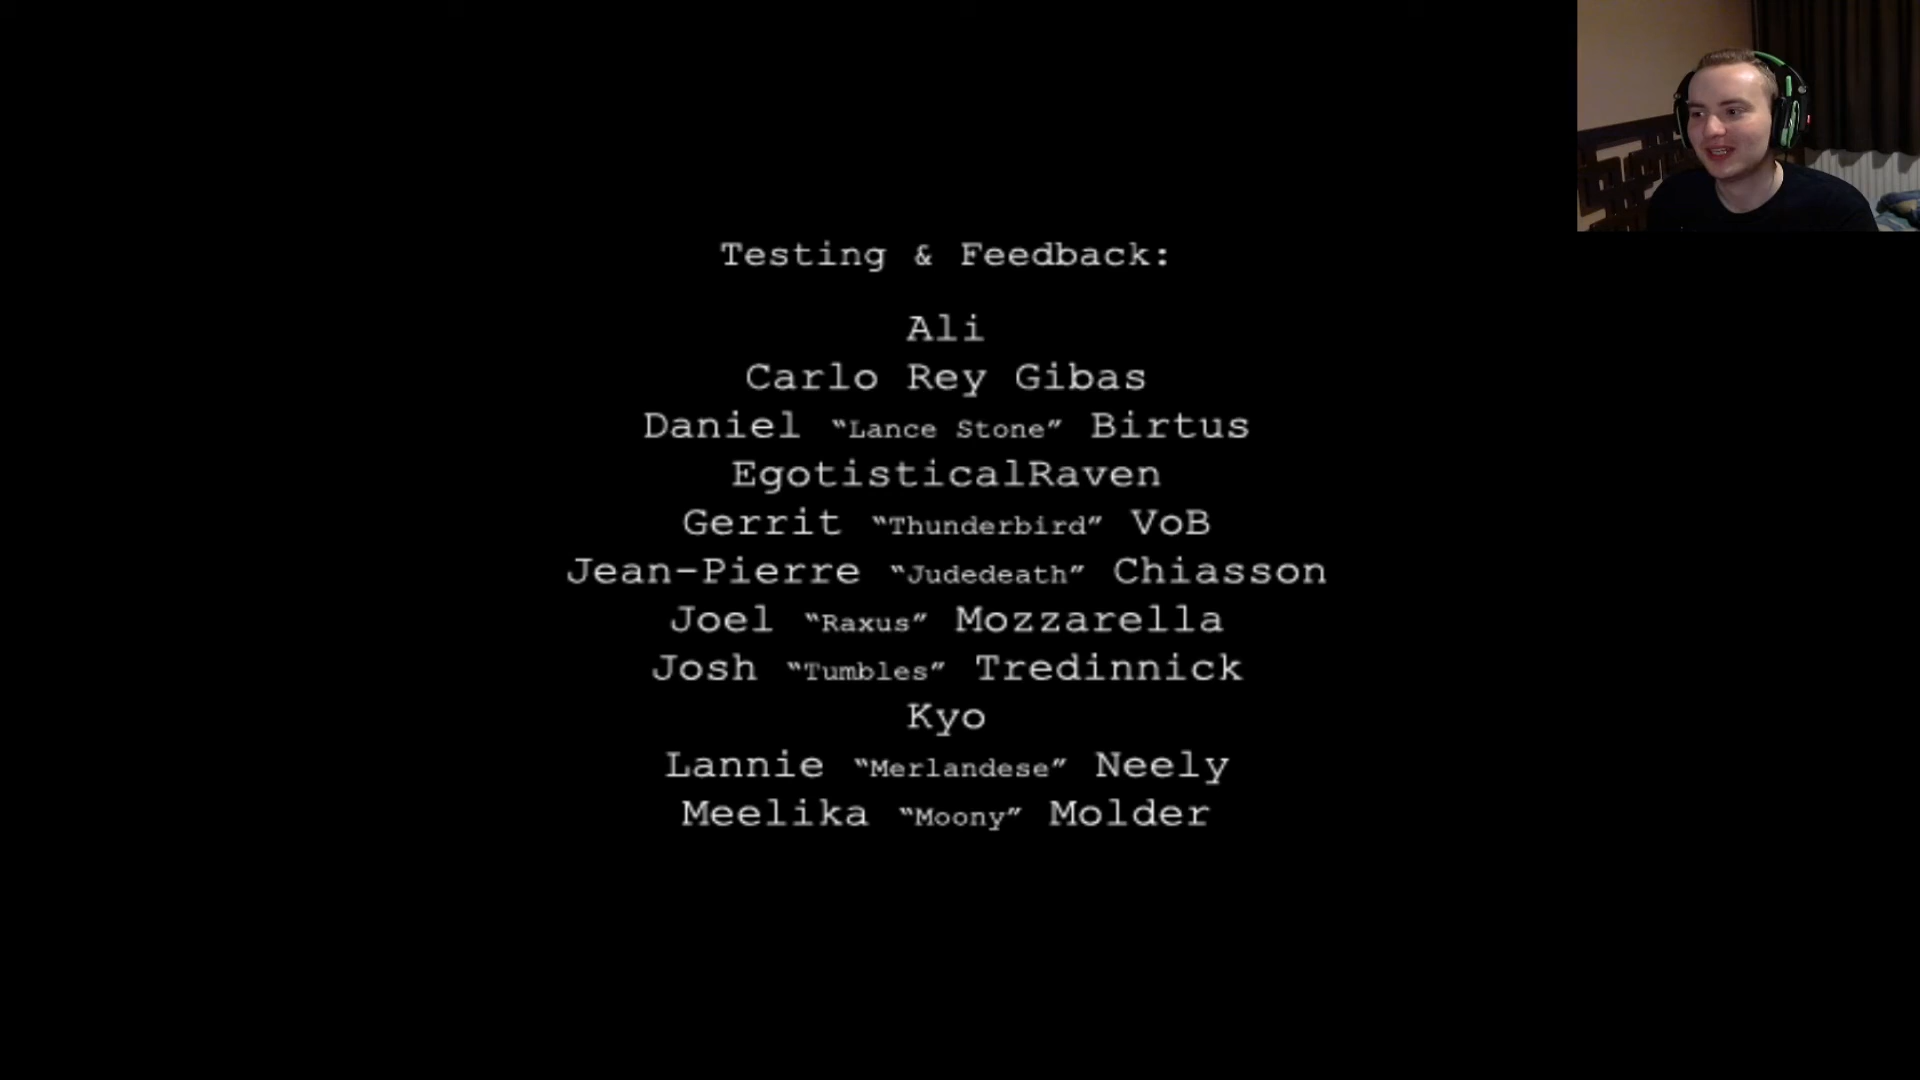 Testing & Feedback:
Ali
Carlo Rey Gibas
Daniel “Lance Stone” Birtus
EgotisticalRaven
Gerrit “Thunderbird” VoB
Jean-Pierre “Judedeath” Chiasson
Joel “Raxus” Mozzarella
Josh “Tumbles” Tredinnick
Kyo
Lannie “Merlandese” Neely
Meelika “Moony” Molder